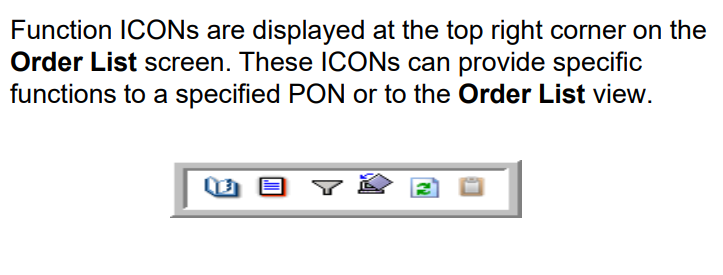 Function ICONs are displayed at the top right corner on the
Order List screen. These ICONs can provide specific
functions to a specified PON or to the Order List view.